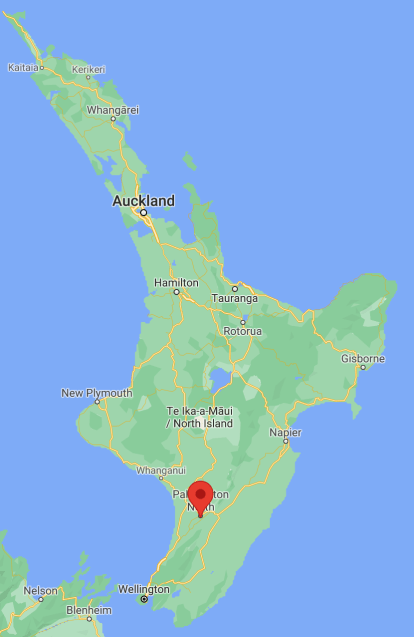 Kaitaia
Kerikeri
Whangārei
Auckland
Hamilton
Tauranga
Rotorua
Gisborne
New Plymouth
Te Ika-a-Māui
/ North Island
Napier
Whanganui
Wellington
Nelson
Blenheim